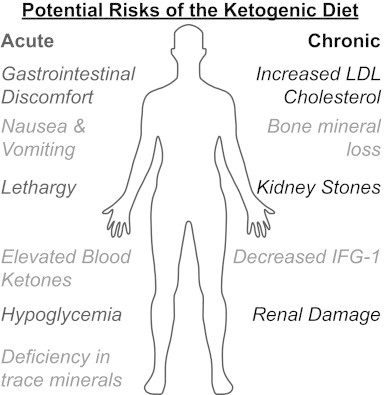 Potential Risks of the Ketogenic Diet
Acute
Gastrointestinal
Discomfort
Nausea &
Vomiting
Lethargy
Elevated Blood
Ketones
Hypoglycemia
Deficiency in
trace minerals
Chronic
Increased LDL
Cholesterol
Bone mineral
loss
Kidney Stones
Decreased IFG-1
Renal Damage